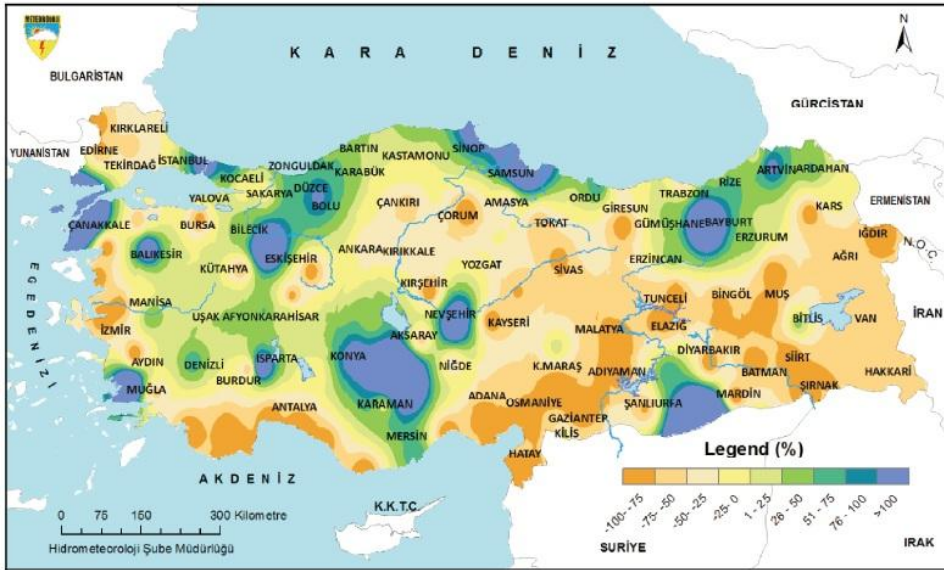 METEOROLOJİ
N
K A R A D E N İ Z
BULGARİSTAN
GÜRCİSTAN
YUNANİSTAN
ERMENİSTAN
N.O.C.
İRAN
IRAK
SURİYE
K.K.T.C.
A K D E N İ Z
E G E D E N İ Z İ
KIRKLARELİ
EDİRNE
TEKİRDAĞ
İSTANBUL
KOCAELİ
YALOVA
SAKARYA
ZONGULDAK
DÜZCE
BOLU
BARTIN
KARABÜK
KASTAMONU
SİNOP
SAMSUN
ÇANKIRI
ÇORUM
AMASYA
TOKAT
ORDU
GİRESUN
TRABZON
RİZE
ARTVİN
ARDAHAN
GÜMÜŞHANE
BAYBURT
ERZURUM
KARS
IĞDIR
AĞRI
ÇANAKKALE
BURSA
BİLECİK
BALIKESİR
KÜTAHYA
ESKİŞEHİR
ANKARA
KIRIKKALE
YOZGAT
SİVAS
ERZİNCAN
KIRŞEHİR
NEVŞEHİR
KAYSERİ
AKSARAY
TUNCELİ
BİNGÖL
MUŞ
BİTLİS
VAN
ELAZIĞ
MALATYA
DİYARBAKIR
BATMAN
SİİRT
ŞIRNAK
HAKKARİ
MARDİN
ŞANLIURFA
ADIYAMAN
K.MARAŞ
MANİSA
İZMİR
UŞAK
AFYONKARAHİSAR
AYDIN
DENİZLİ
ISPARTA
BURDUR
MUĞLA
ANTALYA
KONYA
KARAMAN
NİĞDE
MERSİN
ADANA
OSMANİYE
GAZİANTEP
KİLİS
HATAY
Legend (%)
-100- -75
-75- -50
-50- -25
-25- 0
1 - 25
26 - 50
51 - 75
76 - 100
>100
0 75 150 300 Kilometre
Hidrometeoroloji Şube Müdürlüğü